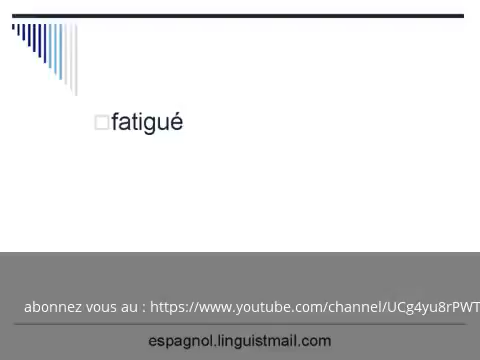 fatigué
abonnez vous au : https://www.youtube.com/channel/UCg4yu8rPWT
espagnol.linguistmail.com